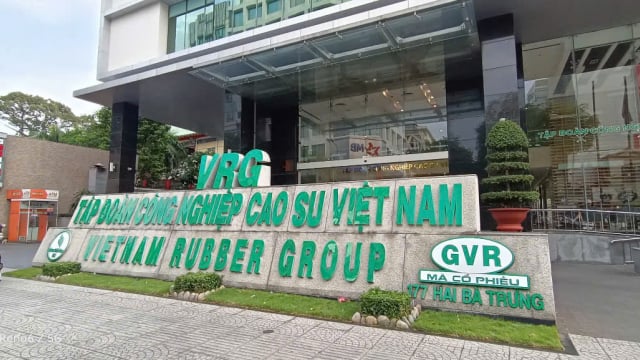 VRG
TẬP ĐOÀN CÔNG NGHIỆP CAO SU VIỆT NAM
VIETNAM RUBBER GROUP
GVR
MÃ CỔ PHIẾU
177 HAI BÀ TRƯNG
TẬP ĐOÀN CÔNG NGHIỆP